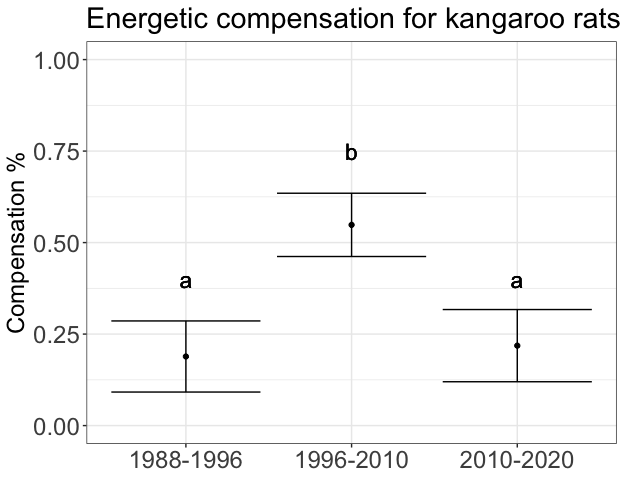 Energetic compensation for kangaroo rats
Compensation %
1.00
0.75
0.50
0.25
0.00
b
a
a
1988-1996
1996-2010
2010-2020